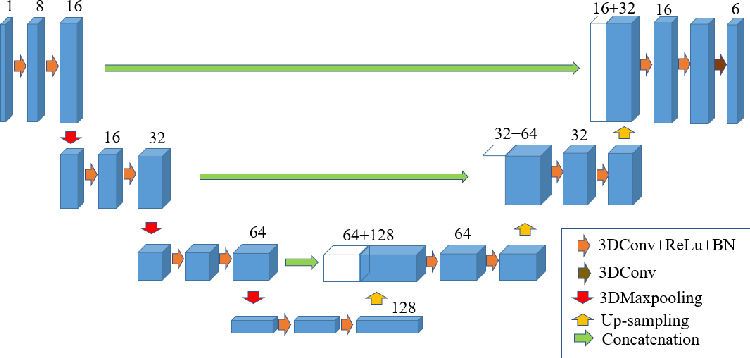 1 8 16 16+32 16 6
16 32 32−64 32
64 64+128 64
128
3DConv+ReLu+BN
3DConv
3DMaxpooling
Up-sampling
Concatenation